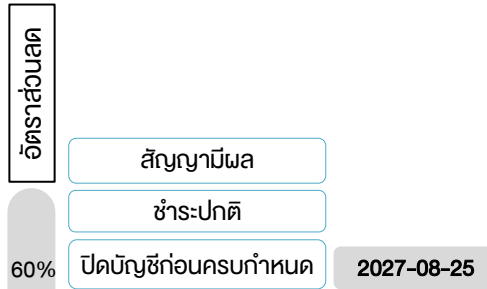 อัตราส่วนลด
สัญญามีผล
ชำระปกติ
60% ปิดบัญชีก่อนครบกำหนด 2027-08-25